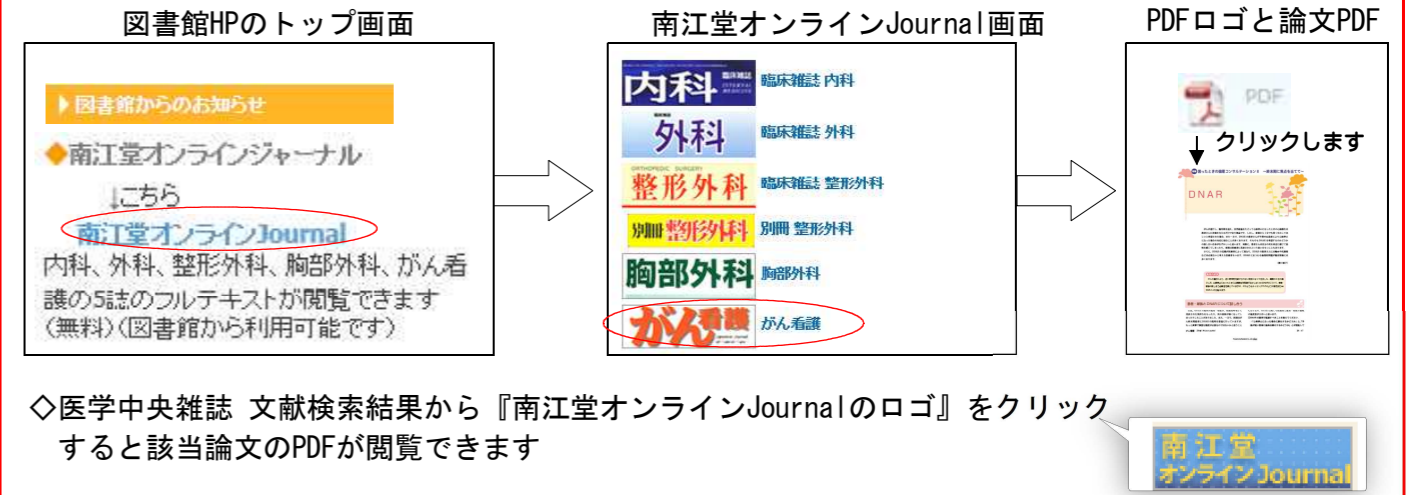 図書館HPのトップ画面
図書館からのお知らせ
◆南江堂オンラインジャーナル
↓こちら
南江堂オンラインJournal
内科、外科、整形外科、胸部外科、がん看
護の5誌のフルテキストが閲覧できます
(無料)(図書館から利用可能です)
南江堂オンラインJournal画面
内科 臨床雑誌 内科
外科 臨床雑誌 外科
ORTHOPEDIC SURGERY
整形外科 臨床雑誌 整形外科
別冊整形外科 別冊 整形外科
胸部外科 胸部外科
がん看護 がん看護
PDFロゴと論文PDF
PDF
↓ クリックします
DNAR
◇医学中央雑誌 文献検索結果から『南江堂オンラインJournalのロゴ』をクリック
すると該当論文のPDFが閲覧できます
南江堂
オンラインJournal